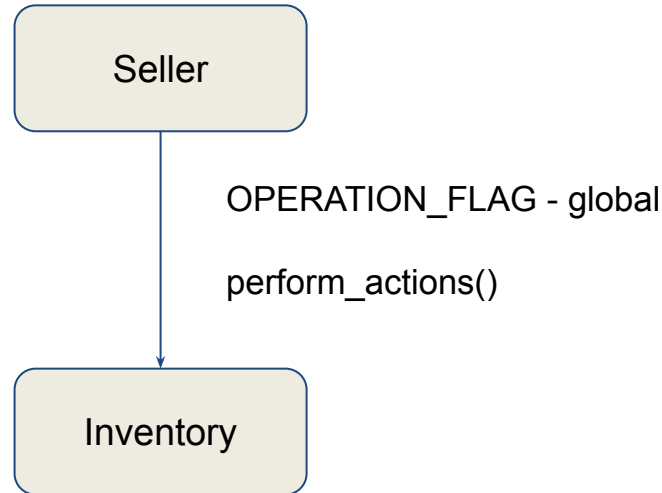 Seller
OPERATION_FLAG - global
perform_actions()
Inventory